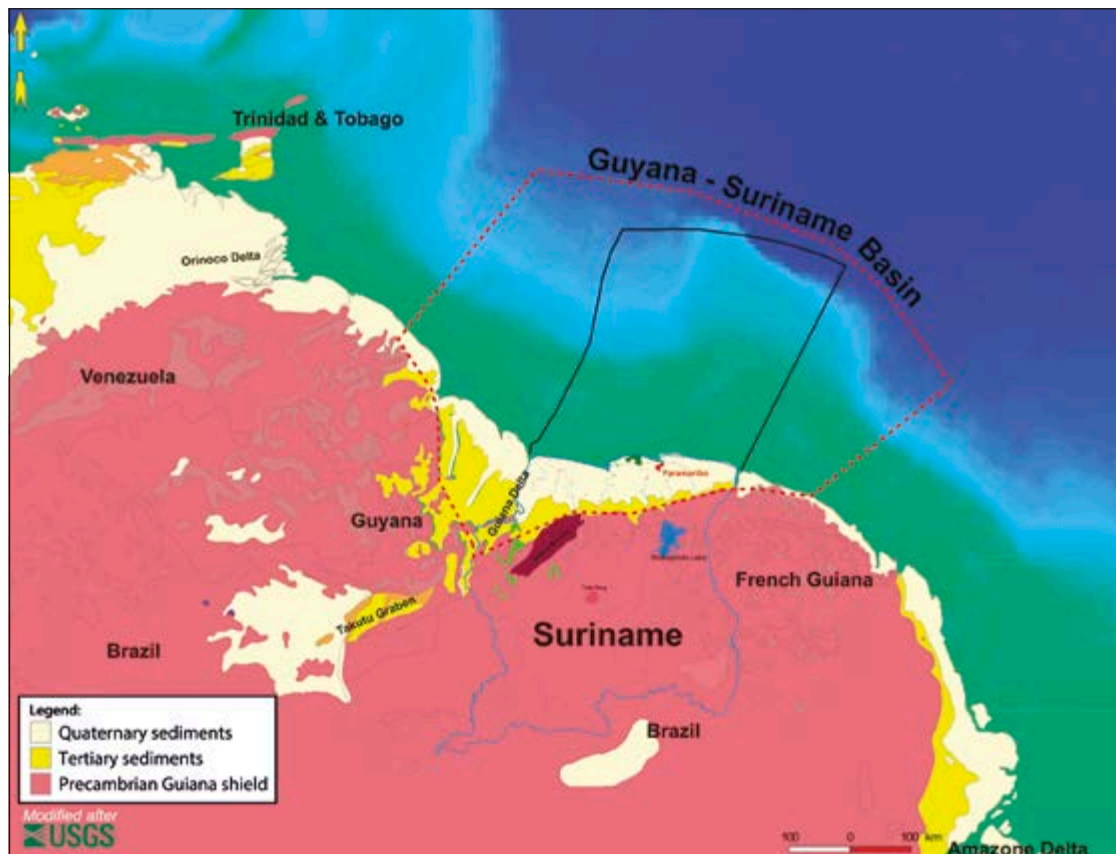 Trinidad & Tobago
Guyana - Suriname Basin
Orinoco Delta
Venezuela
Paramaribo
Guiana Delta
Guyana
French Guiana
Takutu Graben
Suriname
Brazil
Brazil
Legend:
Quaternary sediments
Tertiary sediments
Precambrian Guiana shield
Modified after
USGS
100 0 100 km
Amazone Delta